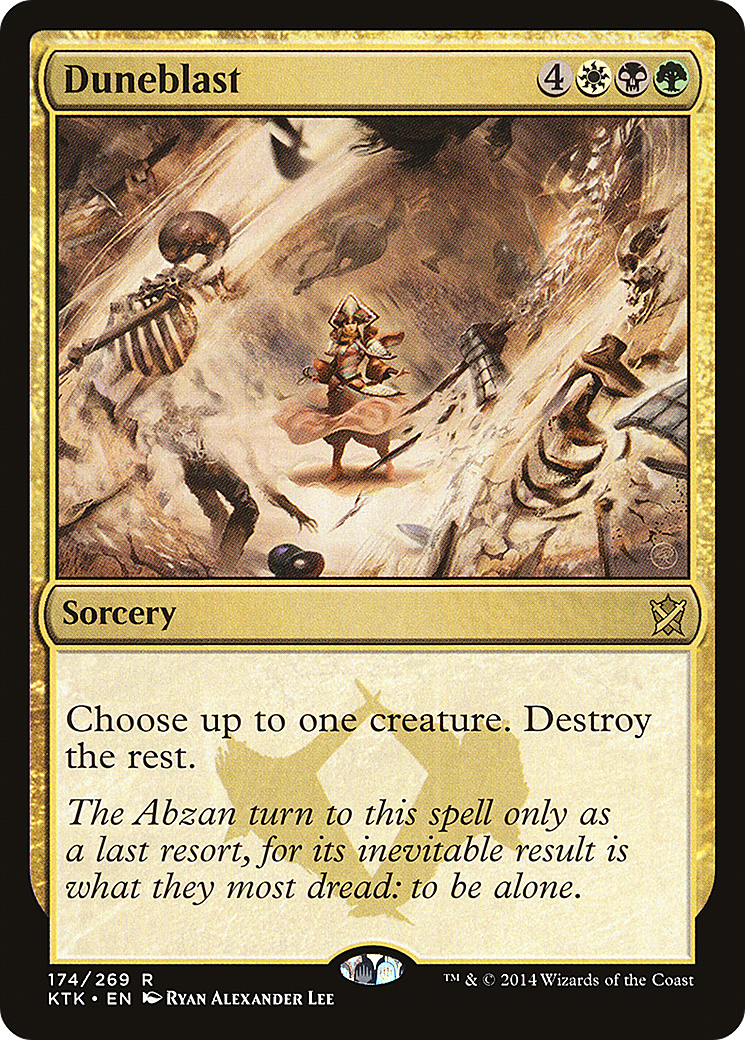 Duneblast 4
Sorcery
Choose up to one creature. Destroy
the rest.
The Abzan turn to this spell only as
a last resort, for its inevitable result is
what they most dread: to be alone.
174/269 R
KTK • EN Ryan Alexander Lee
™ & © 2014 Wizards of the Coast